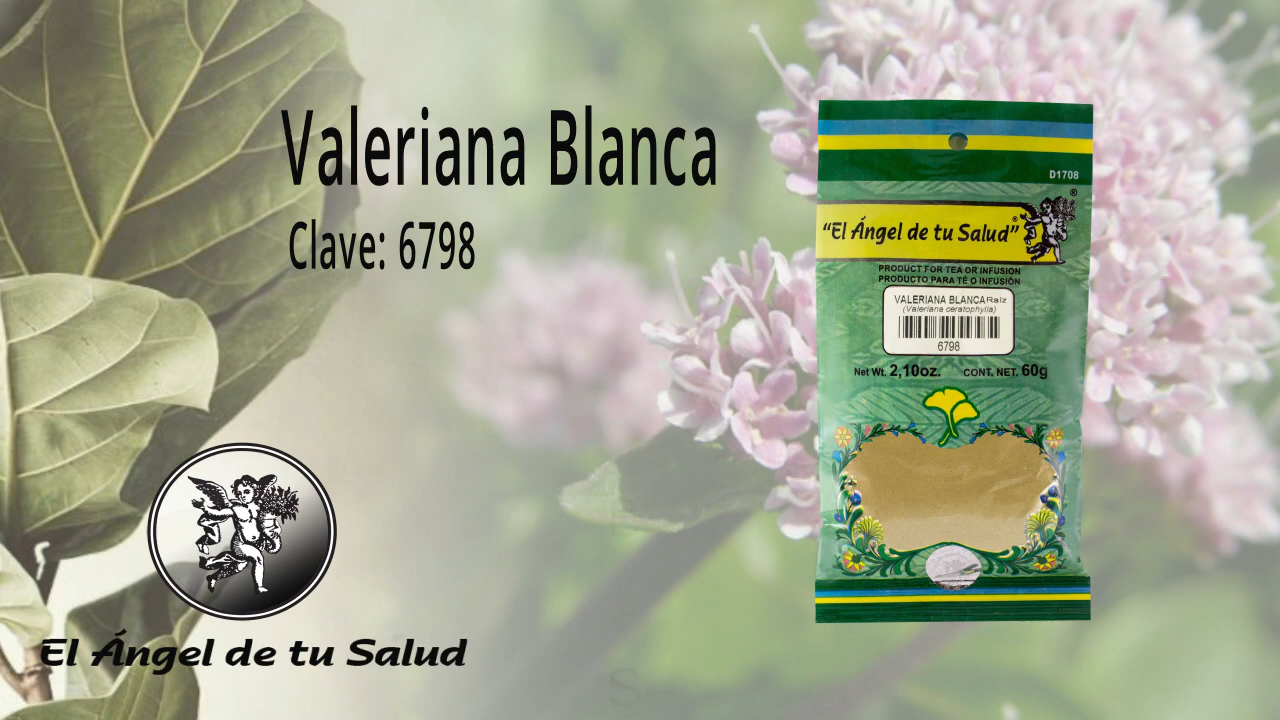 Valeriana Blanca
Clave: 6798
D1708
“El Ángel de tu Salud”®
®
PRODUCT FOR TEA OR INFUSION
PRODUCTO PARA TÉ O INFUSIÓN
VALERIANA BLANCA Raíz
(Valeriana ceratophylla)
6798
Net Wt. 2,10oz. CONT. NET. 60g
El Ángel de tu Salud